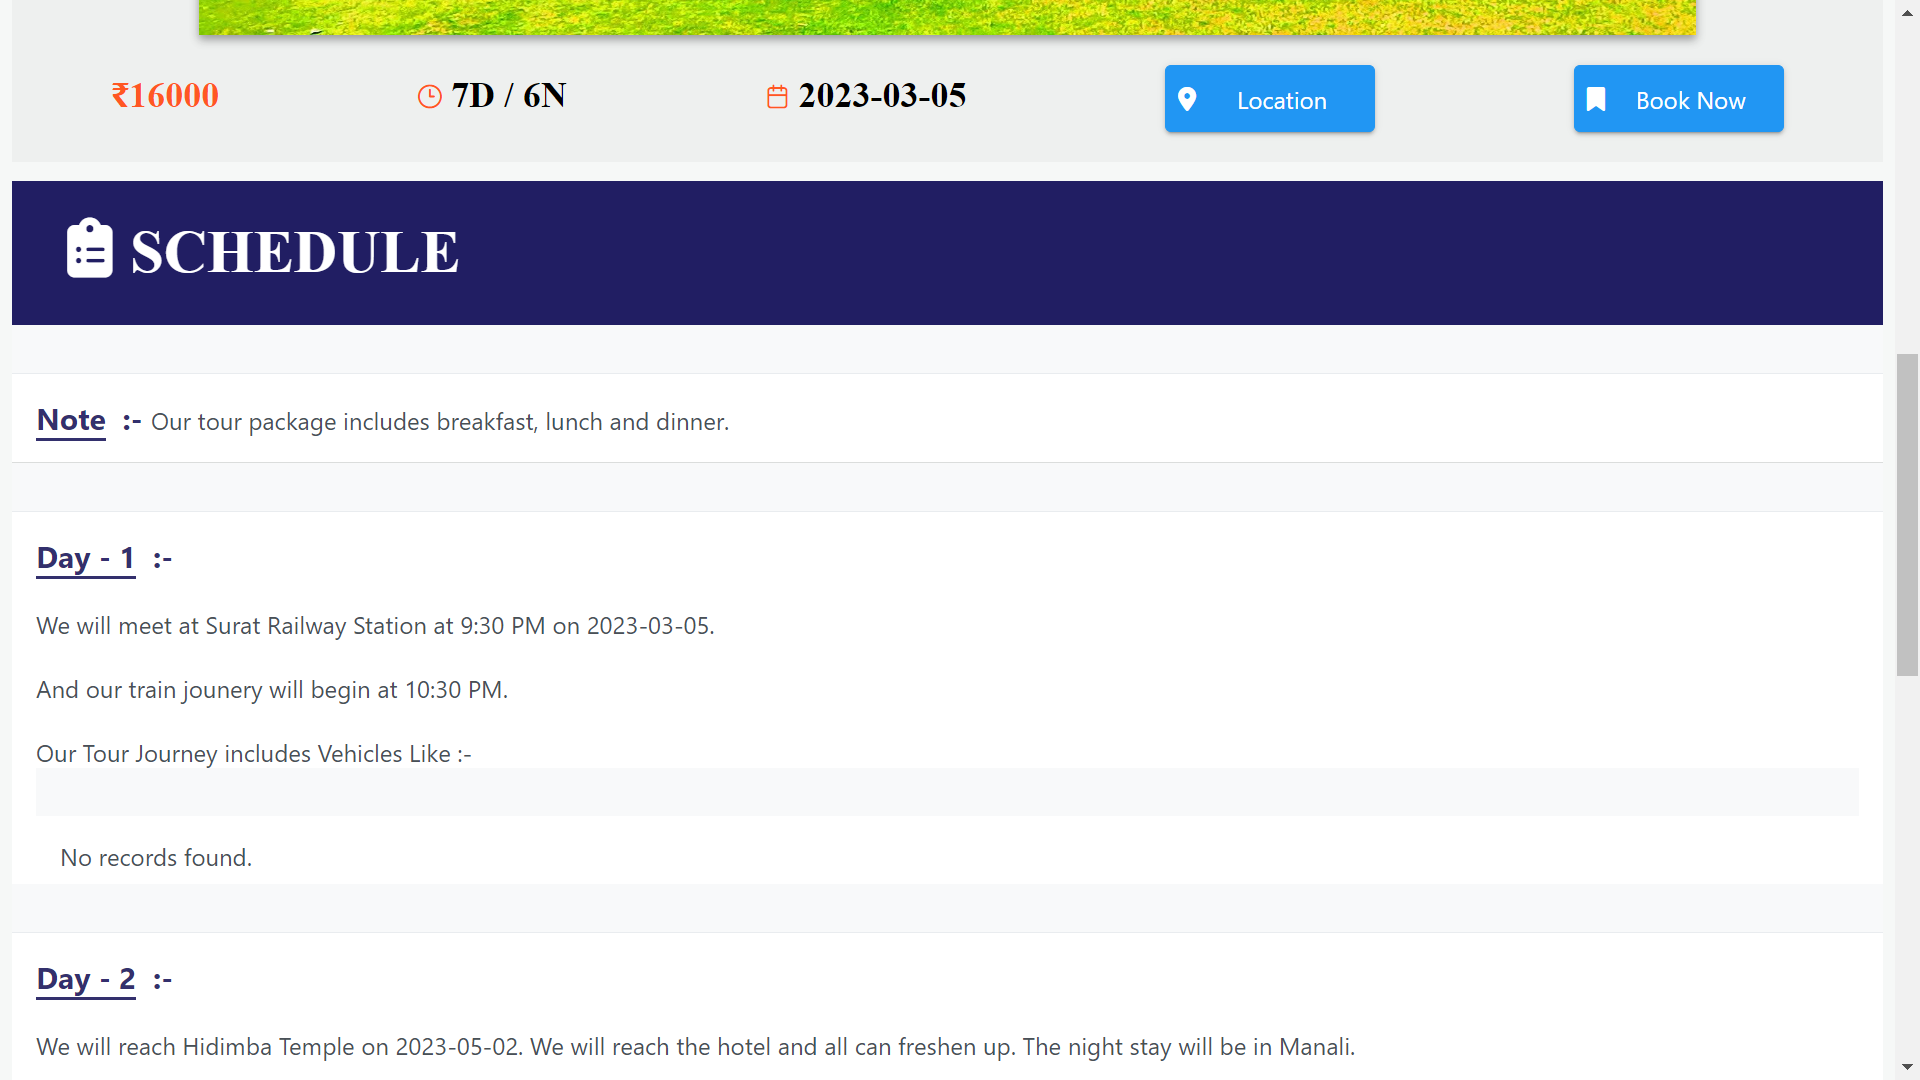 ₹16000
7D / 6N
2023-03-05
Location
Book Now
SCHEDULE
Note :- Our tour package includes breakfast, lunch and dinner.
Day - 1 :-
We will meet at Surat Railway Station at 9:30 PM on 2023-03-05.
And our train jounery will begin at 10:30 PM.
Our Tour Journey includes Vehicles Like :-
No records found.
Day - 2 :-
We will reach Hidimba Temple on 2023-05-02. We will reach the hotel and all can freshen up. The night stay will be in Manali.